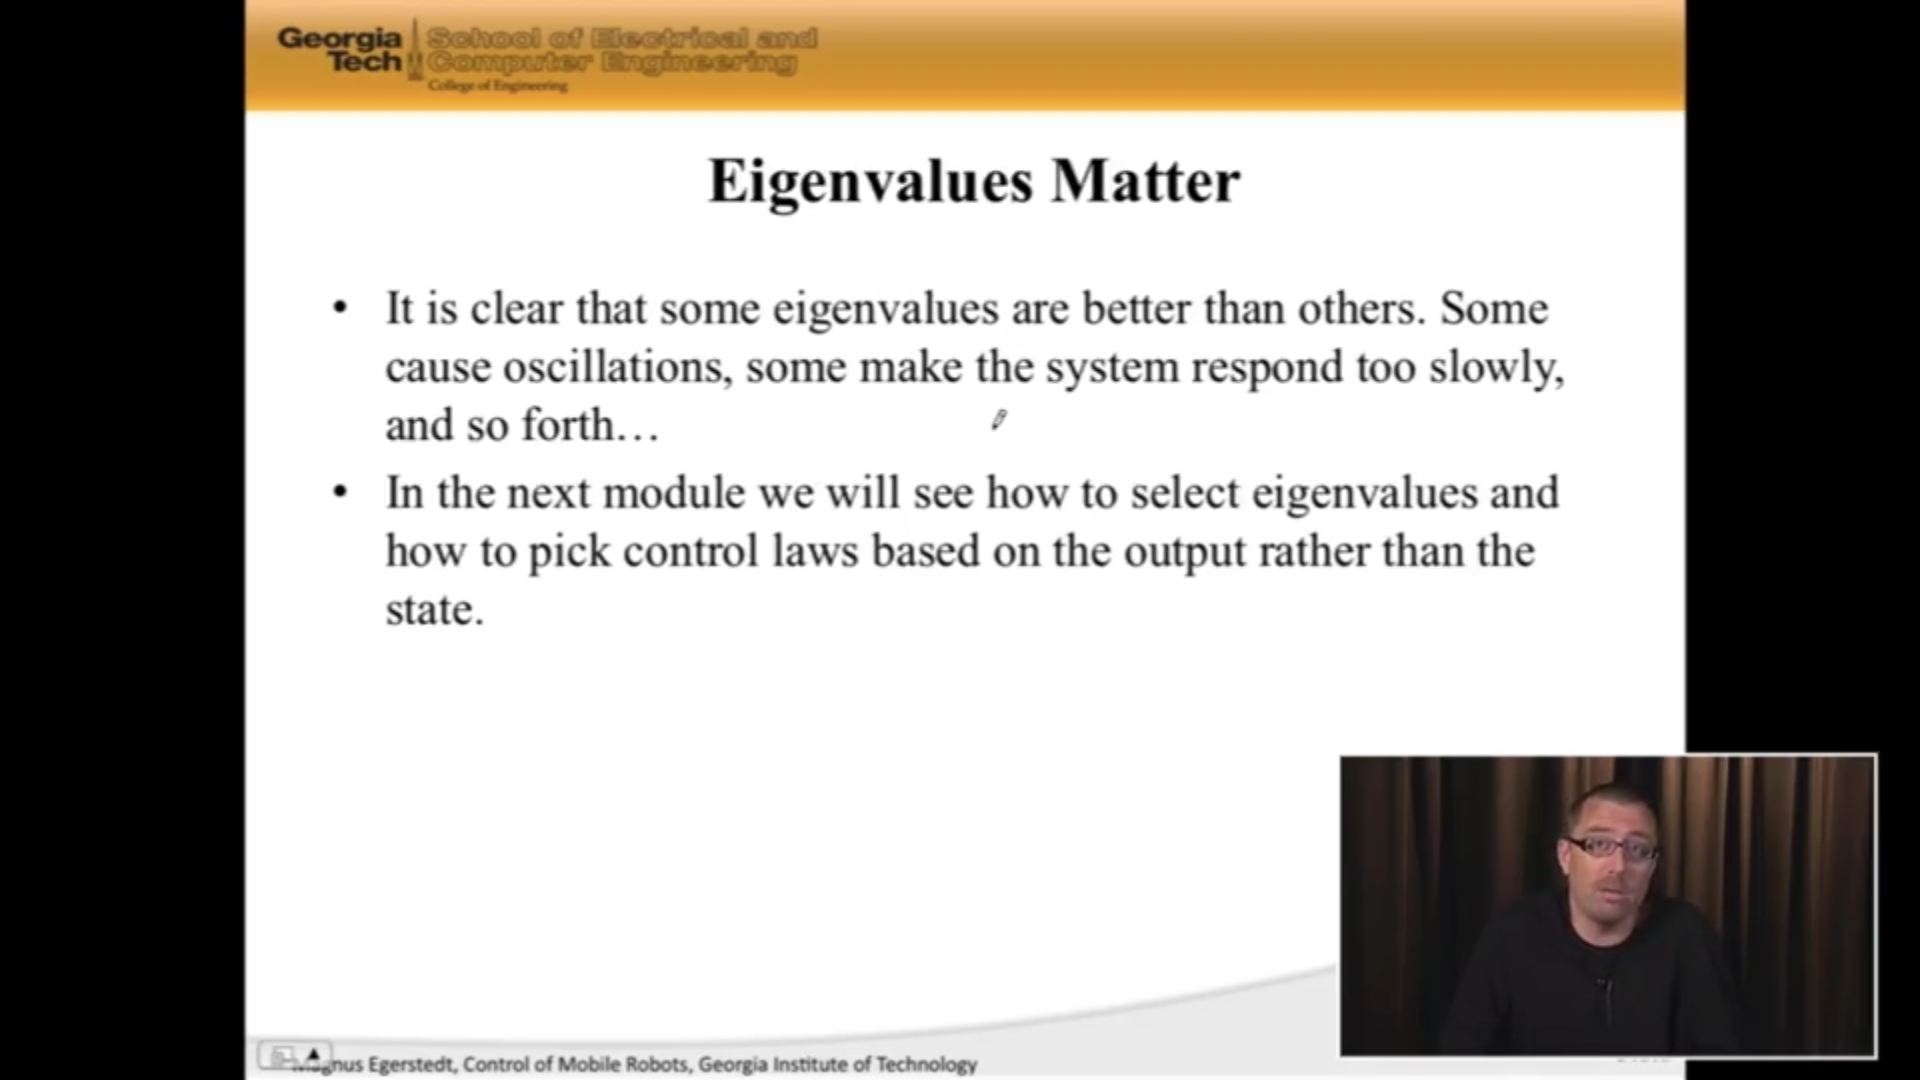 Georgia Tech
School of Electrical and
Computer Engineering
College of Engineering
Eigenvalues Matter
• It is clear that some eigenvalues are better than others. Some
cause oscillations, some make the system respond too slowly,
and so forth…
• In the next module we will see how to select eigenvalues and
how to pick control laws based on the output rather than the
state.
Magnus Egerstedt, Control of Mobile Robots, Georgia Institute of Technology